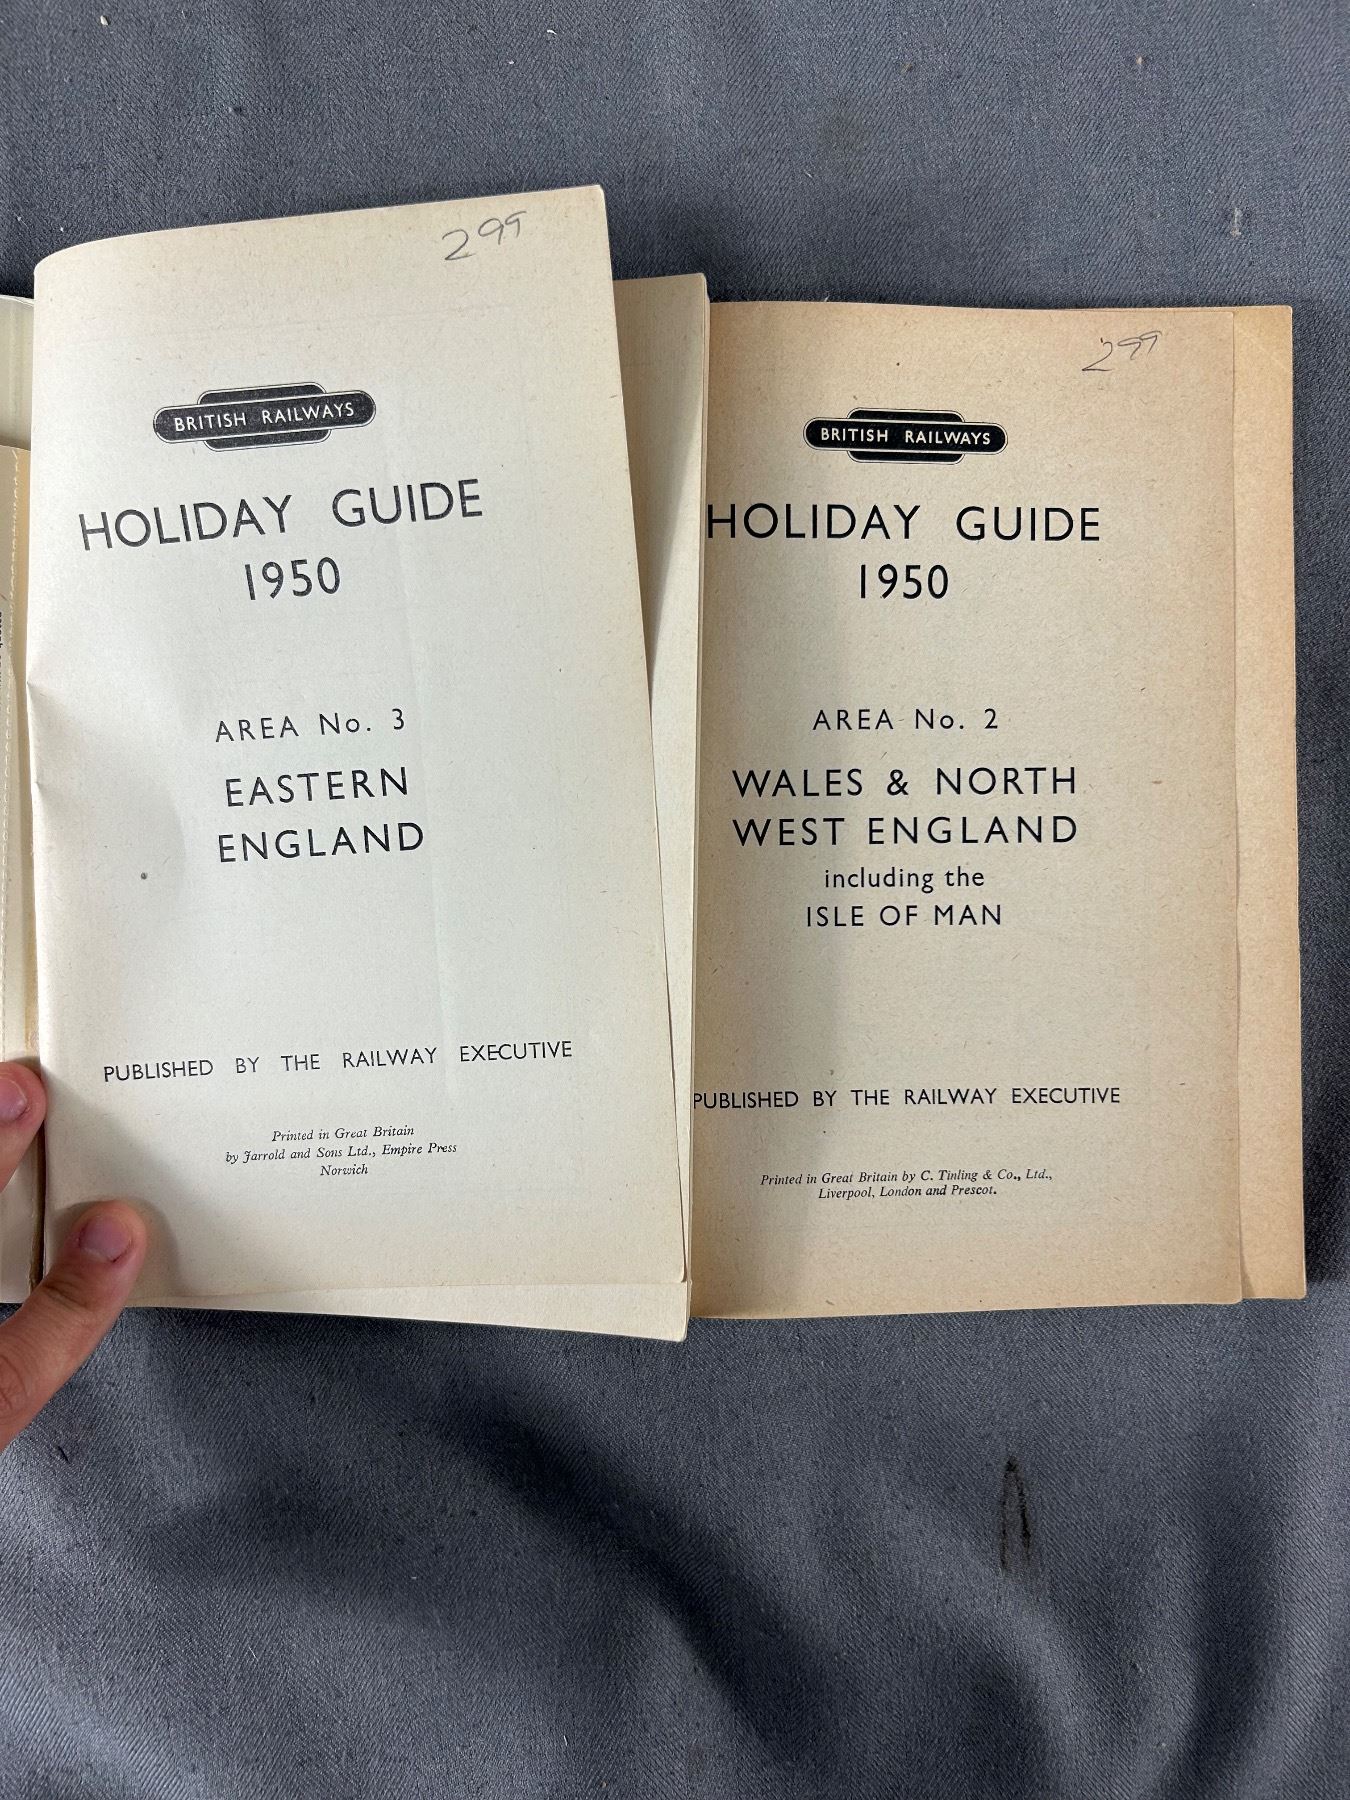 299
BRITISH RAILWAYS
HOLIDAY GUIDE
1950
AREA No. 3
EASTERN
ENGLAND
PUBLISHED BY THE RAILWAY EXECUTIVE
Printed in Great Britain
by Jarrold and Sons Ltd., Empire Press
Norwich
299
BRITISH RAILWAYS
HOLIDAY GUIDE
1950
AREA No. 2
WALES & NORTH
WEST ENGLAND
including the
ISLE OF MAN
PUBLISHED BY THE RAILWAY EXECUTIVE
Printed in Great Britain by C. Tinling & Co., Ltd.,
Liverpool, London and Prescot.